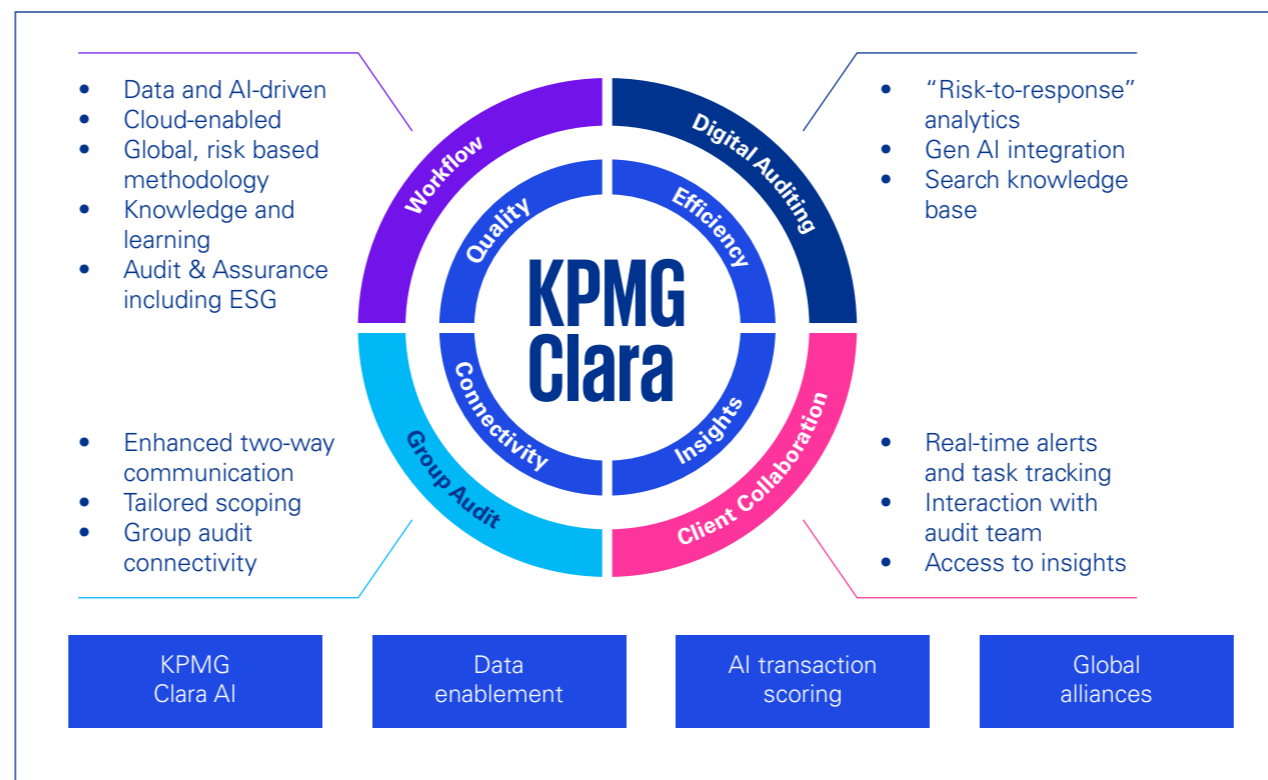 • Data and AI-driven
• Cloud-enabled
• Global, risk based
methodology
• Knowledge and
learning
• Audit & Assurance
including ESG
Workflow
Digital Auditing
• “Risk-to-response”
analytics
• Gen AI integration
• Search knowledge
base
Quality
Efficiency
KPMG
Clara
Connectivity
Insights
• Enhanced two-way
communication
• Tailored scoping
• Group audit
connectivity
Group Audit
Client Collaboration
• Real-time alerts
and task tracking
• Interaction with
audit team
• Access to insights
KPMG
Clara AI
Data
enablement
AI transaction
scoring
Global
alliances